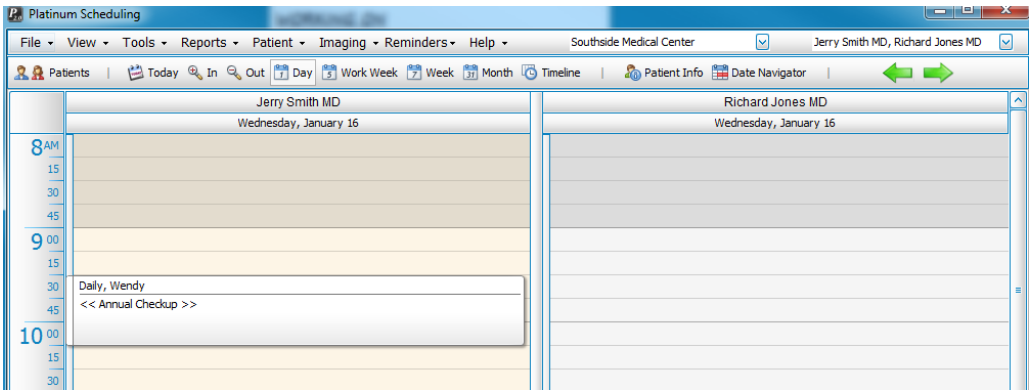 Platinum Scheduling
File View Tools Reports Patient Imaging Reminders Help Southside Medical Center Jerry Smith MD, Richard Jones MD
Patients | Today In Out Day Work Week Week Month Timeline | Patient Info Date Navigator |
Jerry Smith MD Richard Jones MD
Wednesday, January 16 Wednesday, January 16
8 AM
15
30
45
9 00
15
30 Daily, Wendy
<< Annual Checkup >>
45
10 00
15
30